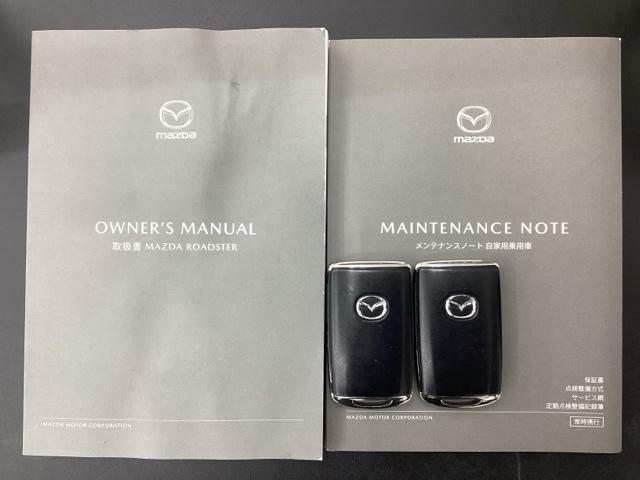 mazda
OWNER'S MANUAL
取扱書 MAZDA ROADSTER
MAZDA MOTOR CORPORATION
mazda
MAINTENANCE NOTE
メンテナンスノート 自家用乗用車
保証書
点検整備方式
サービス網
定期点検整備記録簿
MAZDA MOTOR CORPORATION
常時携行